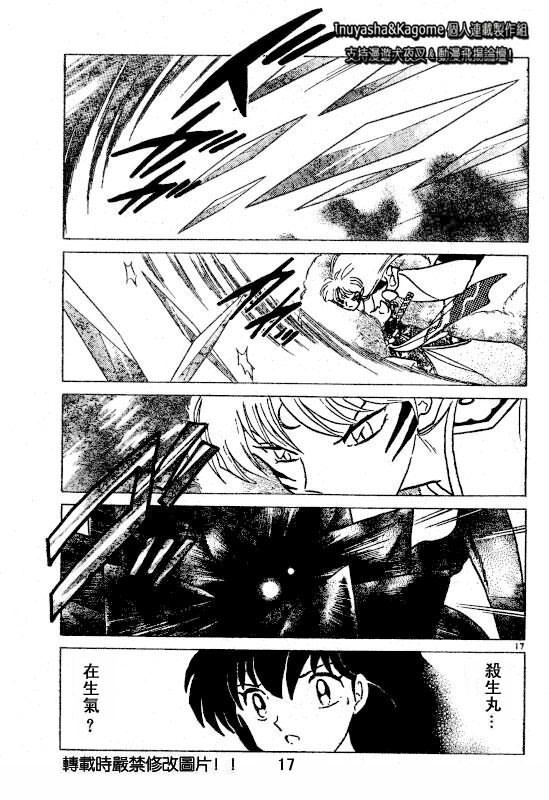 Inuyasha&Kagome 個人連載製作組
支持漫遊犬夜叉&動漫飛翔論壇!
17
殺生丸…
在生氣?
轉載時嚴禁修改圖片!! 17